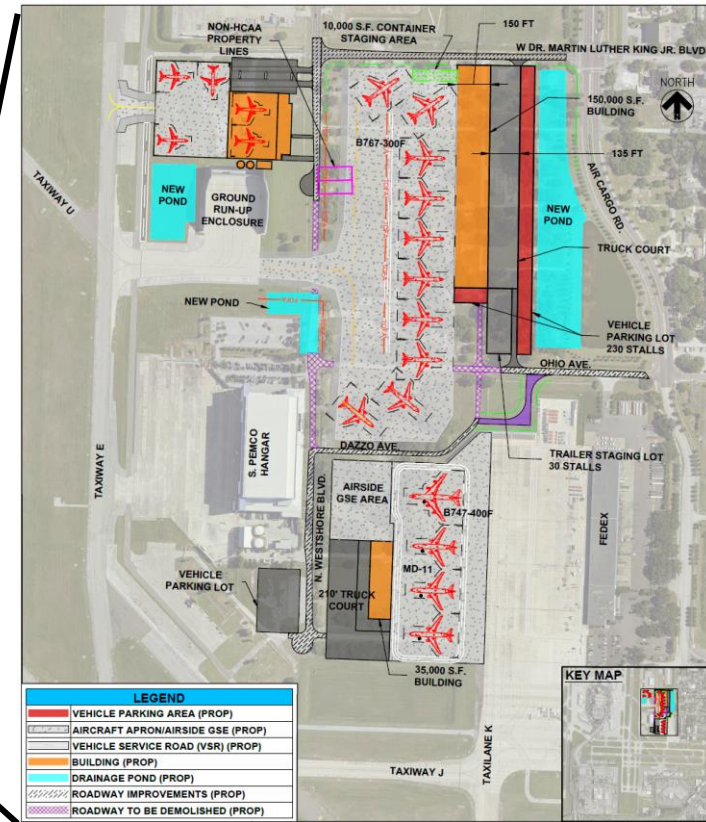 NON-HCAA
PROPERTY
LINES
10,000 S.F. CONTAINER
STAGING AREA
150 FT
W DR. MARTIN LUTHER KING JR. BLVD
NORTH
150,000 S.F.
BUILDING
B767-300F
135 FT
AIR CARGO RD.
TAXIWAY U
NEW
POND
GROUND
RUN-UP
ENCLOSURE
NEW
POND
TRUCK COURT
NEW POND
VEHICLE
PARKING LOT
230 STALLS
OHIO AVE.
S. PEMCO
HANGAR
TAXIWAY E
DAZZO AVE.
TRAILER STAGING LOT
30 STALLS
AIRSIDE
GSE AREA
N. WESTSHORE BLVD.
B747-400F
FEDEX
MD-11
VEHICLE
PARKING LOT
210' TRUCK
COURT
35,000 S.F.
BUILDING
KEY MAP
LEGEND
VEHICLE PARKING AREA (PROP)
AIRCRAFT APRON/AIRSIDE GSE (PROP)
VEHICLE SERVICE ROAD (VSR) (PROP)
BUILDING (PROP)
DRAINAGE POND (PROP)
ROADWAY IMPROVEMENTS (PROP)
ROADWAY TO BE DEMOLISHED (PROP)
TAXIWAY J
TAXILANE K